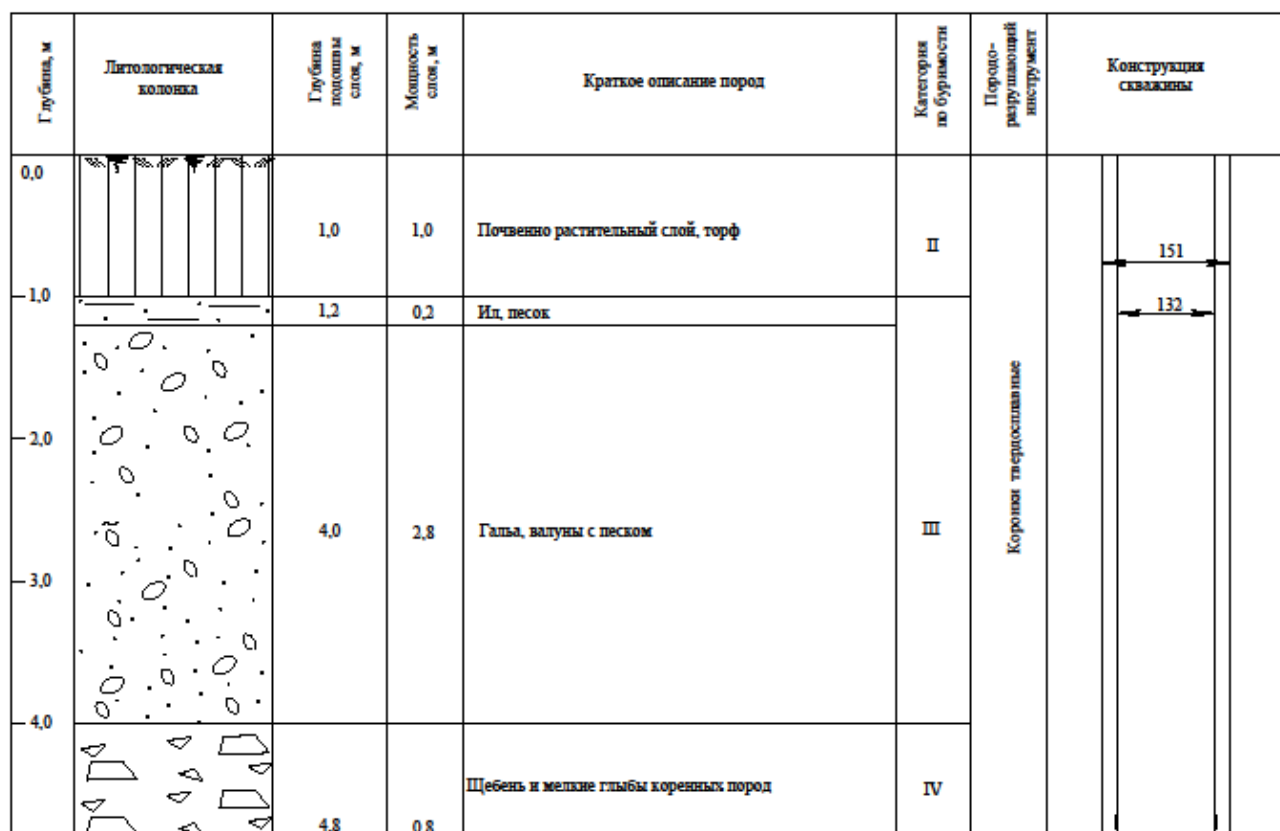 Глубина, м
Литологическая
колонка
Глубина
подошвы
слоя, м
Мощность
слоя, м
Краткое описание пород
Категория
по буримости
Породо-
разрушающий
инструмент
Конструкция
скважины
0,0
1,0
1,0
Почвенно растительный слой, торф
II
151
1,0
1,2
0,2
Ил, песок
132
2,0
4,0
2,8
Галья, валуны с песком
III
Коронки твердосплавные
3,0
4,0
Щебень и мелкие глыбы коренных пород
IV
4,8
0,8